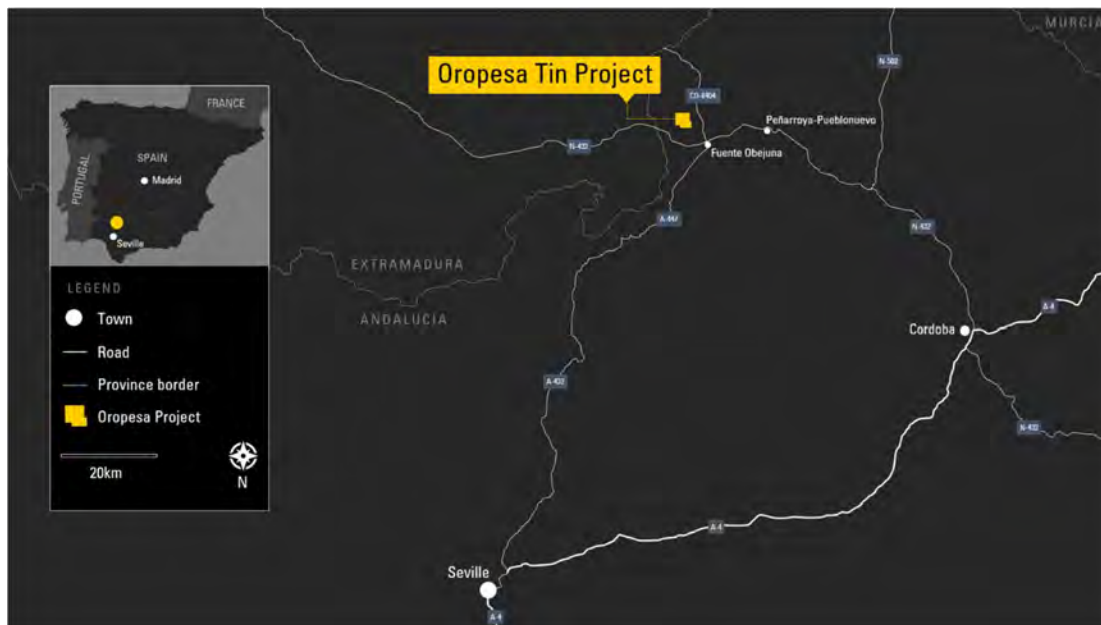 MURCIA
Oropesa Tin Project
N-502
CO-8404
Peñarroya-Pueblonuevo
N-432
Fuente Obejuna
A-447
N-432
EXTRAMADURA
ANDALUCIA
A-4
Cordoba
A-432
N-432
A-4
Seville
A-4
FRANCE
SPAIN
PORTUGAL
Madrid
Seville
LEGEND
Town
Road
Province border
Oropesa Project
20km
N